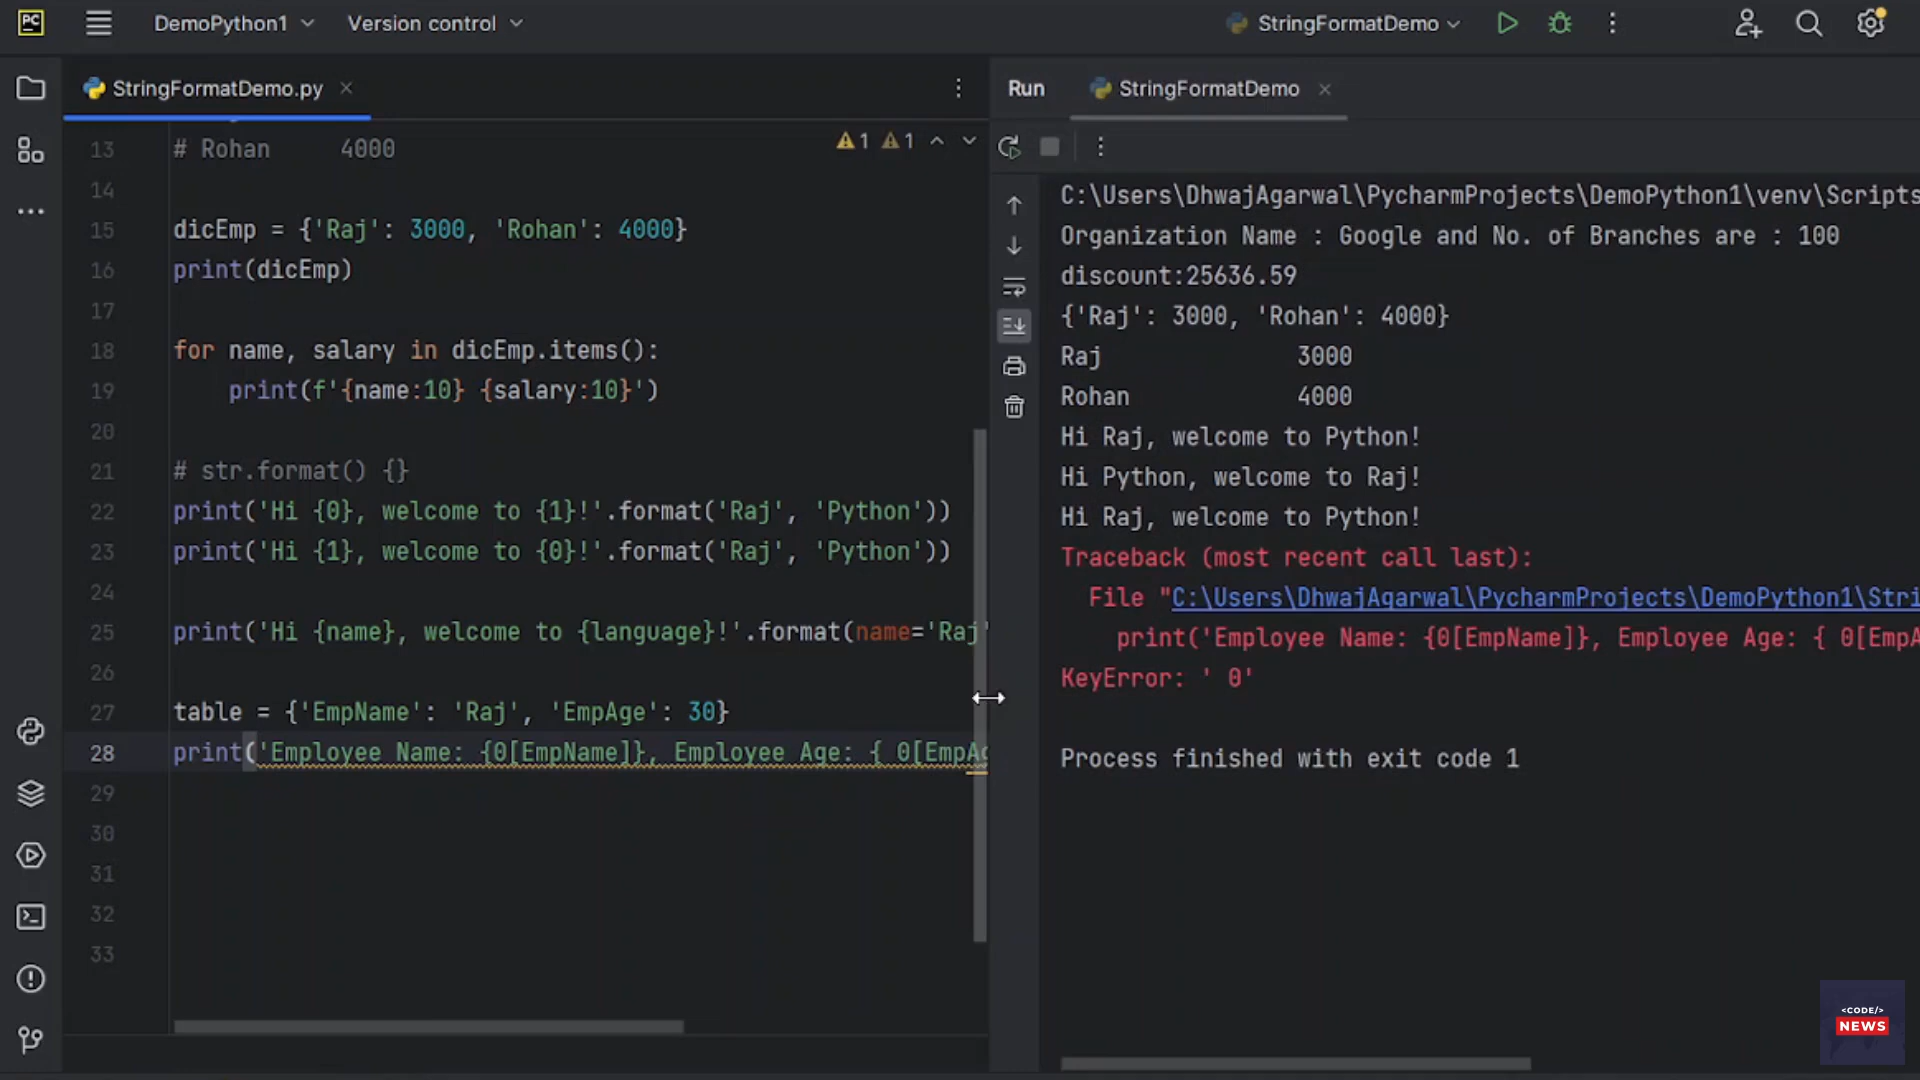 PC DemoPython1 Version control StringFormatDemo
StringFormatDemo.py
13 # Rohan 4000
14
15 dicEmp = {'Raj': 3000, 'Rohan': 4000}
16 print(dicEmp)
17
18 for name, salary in dicEmp.items():
19 print(f'{name:10} {salary:10}')
20
21 # str.format() {}
22 print('Hi {0}, welcome to {1}!'.format('Raj', 'Python'))
23 print('Hi {1}, welcome to {0}!'.format('Raj', 'Python'))
24
25 print('Hi {name}, welcome to {language}!'.format(name='Raj'
26
27 table = {'EmpName': 'Raj', 'EmpAge': 30}
28 print('Employee Name: {0[EmpName]}, Employee Age: { 0[EmpAg
29
30
31
32
33
1 1
Run StringFormatDemo
C:\Users\DhwajAgarwal\PycharmProjects\DemoPython1\venv\Scripts
Organization Name : Google and No. of Branches are : 100
discount:25636.59
{'Raj': 3000, 'Rohan': 4000}
Raj 3000
Rohan 4000
Hi Raj, welcome to Python!
Hi Python, welcome to Raj!
Hi Raj, welcome to Python!
Traceback (most recent call last):
File "C:\Users\DhwajAgarwal\PycharmProjects\DemoPython1\Stri
print('Employee Name: {0[EmpName]}, Employee Age: { 0[EmpA
KeyError: ' 0'
Process finished with exit code 1
<CODE/>
NEWS